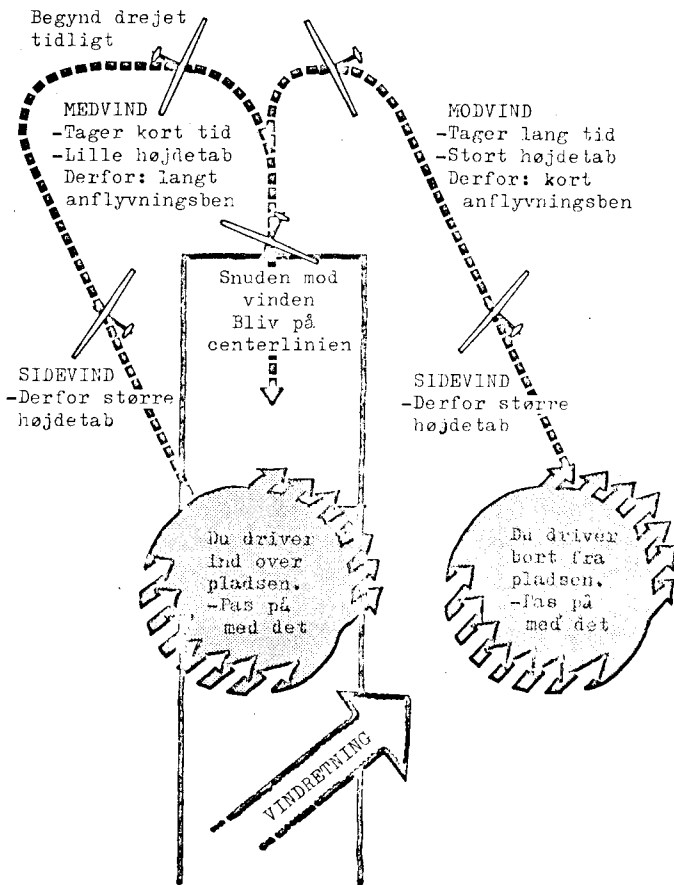 Begynd drejet
tidligt
MEDVIND
-Tager kort tid
-Lille højdetab
Derfor: langt
anflyvningsben
MODVIND
-Tager lang tid
-Stort højdetab
Derfor: kort
anflyvningsben
Snuden mod
vinden
Bliv på
centerlinien
SIDEVIND
-Derfor større
højdetab
SIDEVIND
-Derfor større
højdetab
Du driver
ind over
pladsen.
-Pas på
med det
Du driver
bort fra
pladsen.
-Pas på
med det
VINDRETNING